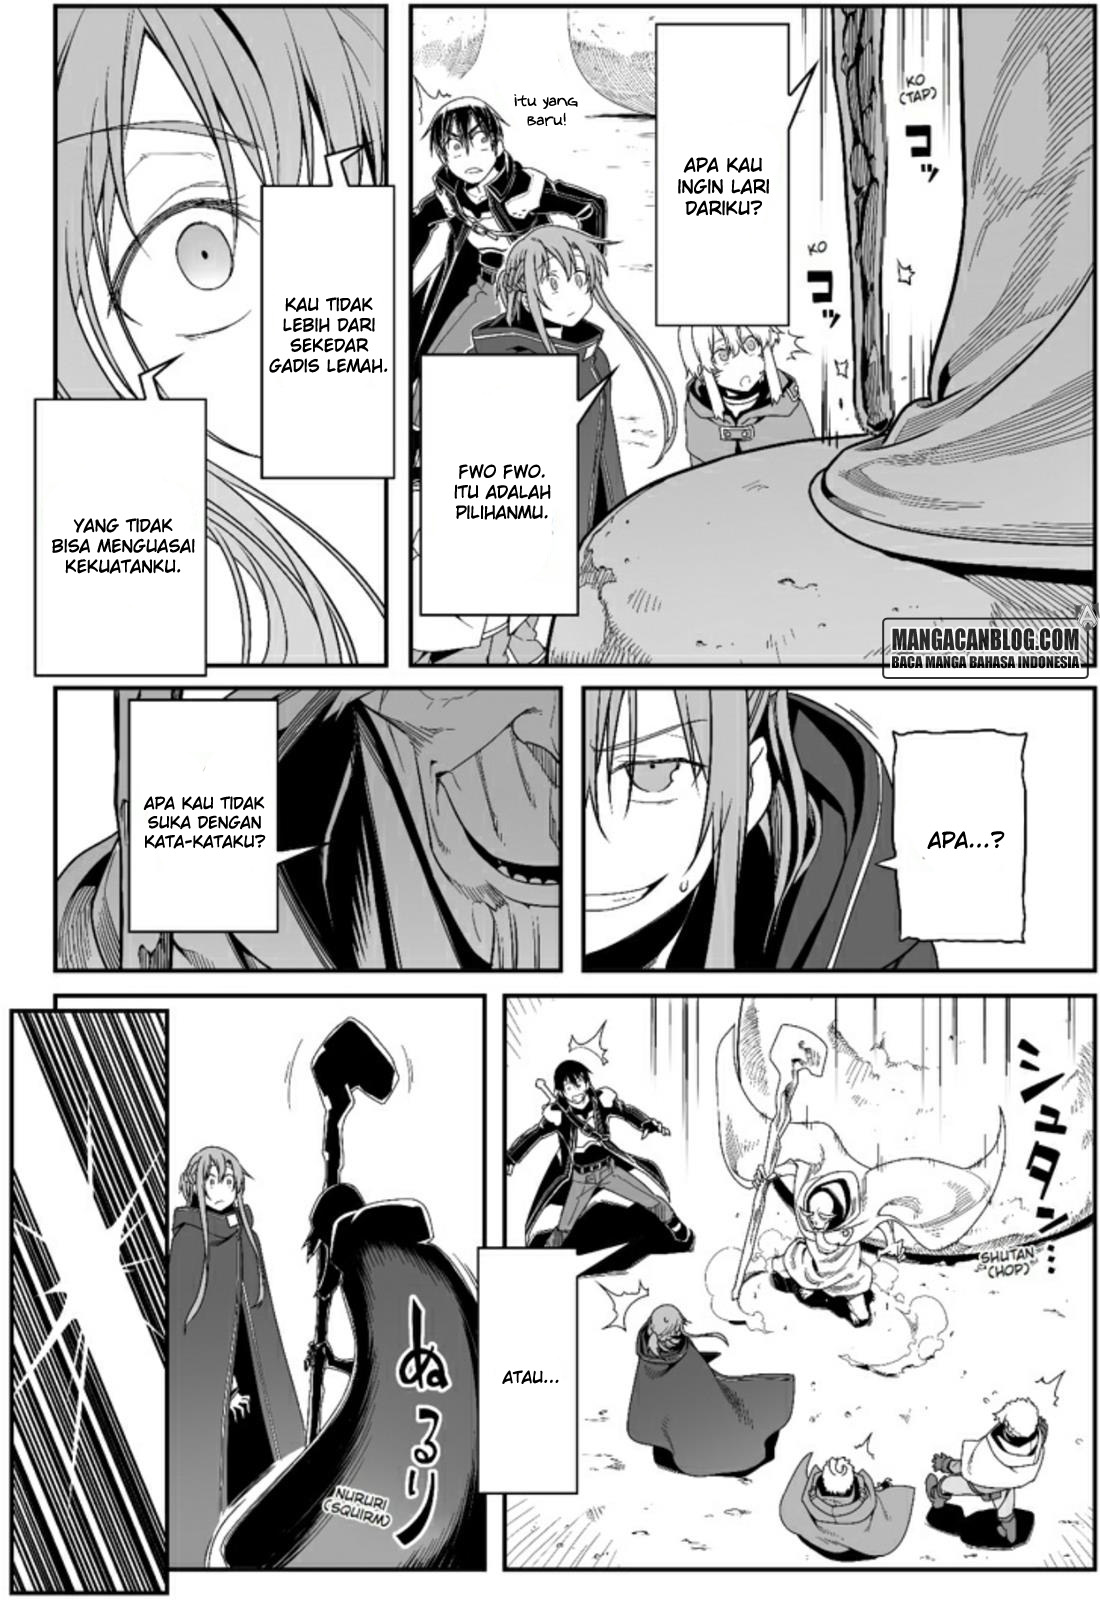 KO
(TAP)
コッ
itu yang
Baru!
APA KAU
INGIN LARI
DARIKU?
KO
コッ
FWO FWO.
ITU ADALAH
PILIHANMU.
KAU TIDAK
LEBIH DARI
SEKEDAR
GADIS LEMAH.
YANG TIDAK
BISA MENGUASAI
KEKUATANKU.
MANGACANBLOG.COM
BACA MANGA BAHASA INDONESIA
APA...?
APA KAU TIDAK
SUKA DENGAN
KATA-KATAKU?
シュタン...
SHUTAN
(HOP)
ATAU...
ぬるり
NURURI
(SQUIRM)